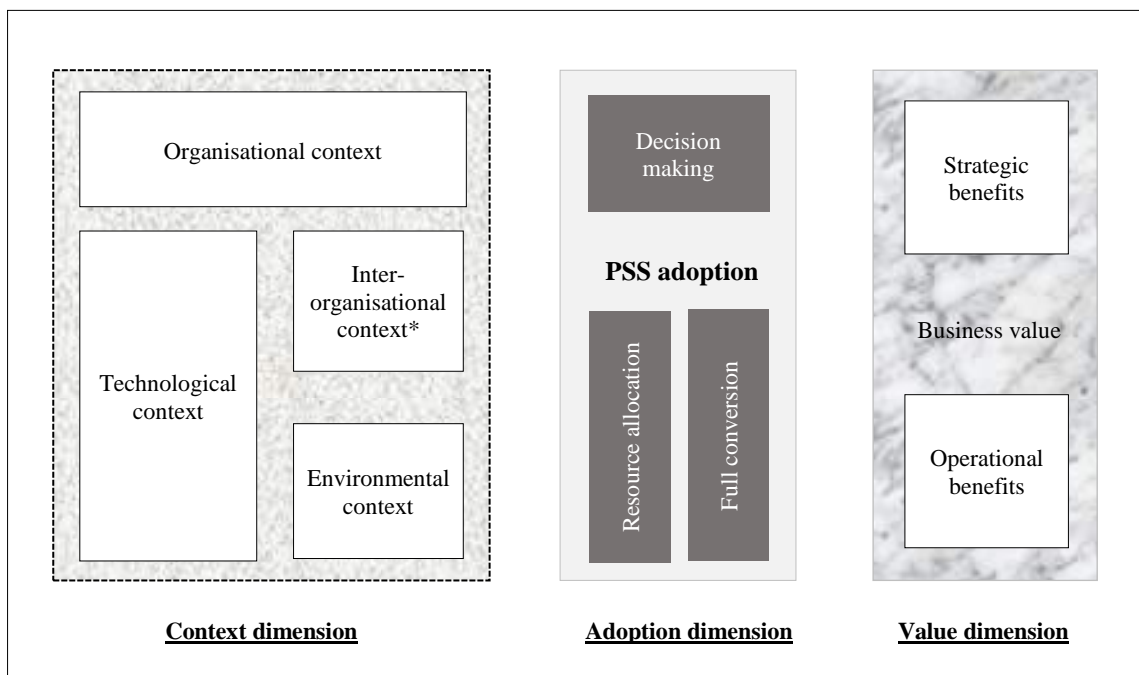 Organisational context
Technological
context
Inter-
organisational
context*
Environmental
context
Context dimension
Decision
making
PSS adoption
Resource allocation
Full conversion
Adoption dimension
Strategic
benefits
Business value
Operational
benefits
Value dimension